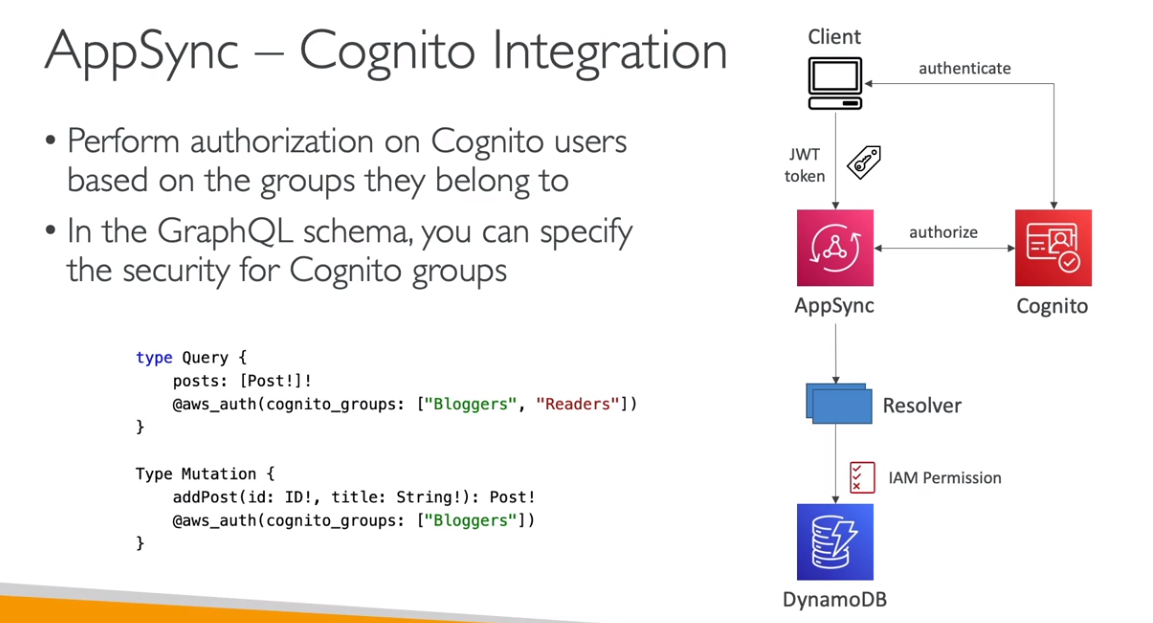 AppSync – Cognito Integration
• Perform authorization on Cognito users
based on the groups they belong to
• In the GraphQL schema, you can specify
the security for Cognito groups
type Query {
    posts: [Post!]!
    @aws_auth(cognito_groups: ["Bloggers", "Readers"])
}
Type Mutation {
    addPost(id: ID!, title: String!): Post!
    @aws_auth(cognito_groups: ["Bloggers"])
}
Client
authenticate
JWT
token
authorize
AppSync
Cognito
Resolver
IAM Permission
DynamoDB